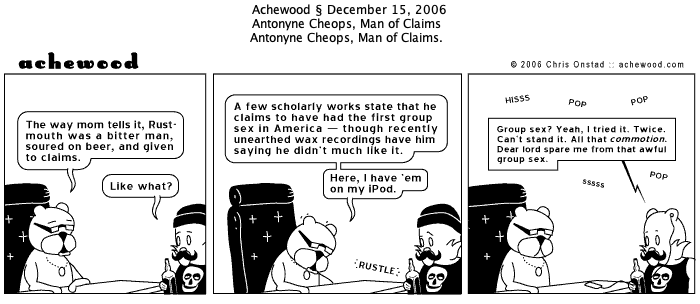 Achewood § December 15, 2006
Antonyne Cheops, Man of Claims
Antonyne Cheops, Man of Claims.
achewood
© 2006 Chris Onstad :: achewood.com
The way mom tells it, Rust-
mouth was a bitter man,
soured on beer, and given
to claims.
Like what?
A few scholarly works state that he
claims to have had the first group
sex in America — though recently
unearthed wax recordings have him
saying he didn't much like it.
Here, I have 'em
on my iPod.
RUSTLE
HISSS
POP
POP
Group sex? Yeah, I tried it. Twice.
Can't stand it. All that commotion.
Dear lord spare me from that awful
group sex.
sssss
POP